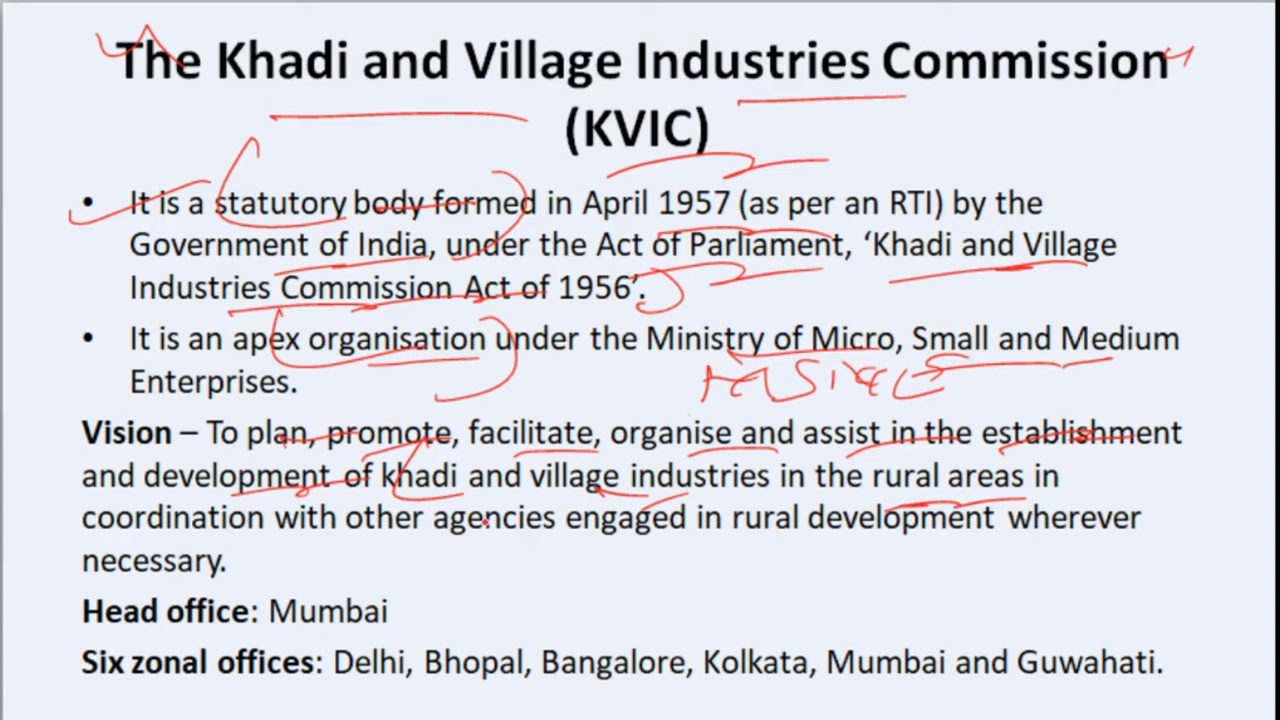 The Khadi and Village Industries Commission
(KVIC)
• It is a statutory body formed in April 1957 (as per an RTI) by the
Government of India, under the Act of Parliament, ‘Khadi and Village
Industries Commission Act of 1956’.
• It is an apex organisation under the Ministry of Micro, Small and Medium
Enterprises.
Vision – To plan, promote, facilitate, organise and assist in the establishment
and development of khadi and village industries in the rural areas in
coordination with other agencies engaged in rural development wherever
necessary.
Head office: Mumbai
Six zonal offices: Delhi, Bhopal, Bangalore, Kolkata, Mumbai and Guwahati.